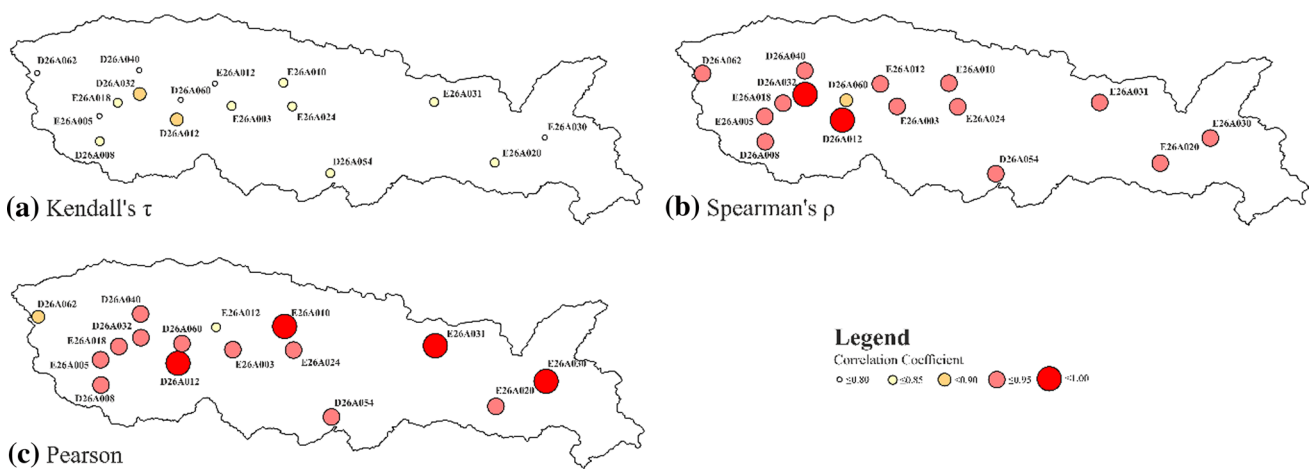 D26A062
D26A040
D26A032
E26A018
E26A005
D26A008
D26A060
D26A012
E26A012
E26A003
E26A010
E26A024
D26A054
E26A031
E26A030
E26A020
(a) Kendall's τ
D26A062
D26A040
D26A032
E26A018
E26A005
D26A008
D26A060
D26A012
E26A012
E26A003
E26A010
E26A024
D26A054
E26A031
E26A030
E26A020
(b) Spearman's ρ
D26A062
D26A040
D26A032
E26A018
E26A005
D26A008
D26A060
D26A012
E26A012
E26A003
E26A010
E26A024
D26A054
E26A031
E26A030
E26A020
(c) Pearson
Legend
Correlation Coefficient
≤0.80 ≤0.85 <0.90 ≤0.95 <1.00